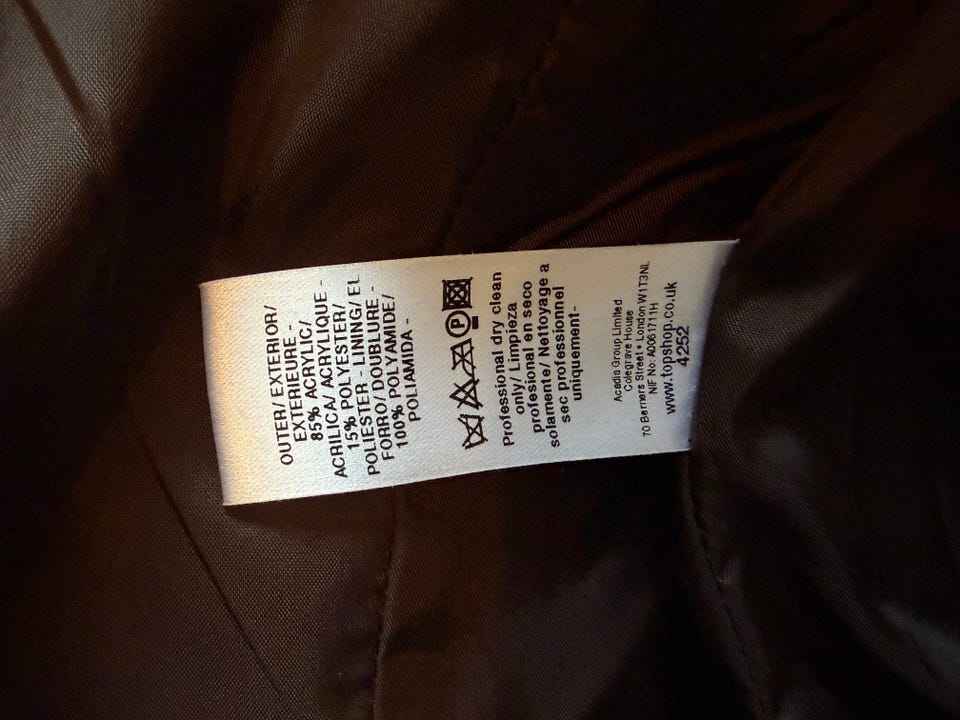 OUTER/ EXTERIOR/
EXTERIEURE -
85% ACRYLIC/
ACRILICA/ ACRYLIQUE -
15% POLYESTER/
POLIESTER - LINING/ EL
FORRO/ DOUBLURE -
100% POLYAMIDE/
POLIAMIDA -
P
Professional dry clean
only/ Limpieza
profesional en seco
solamente/ Nettoyage a
sec professionnel
uniquement-
Acadia Group Limited
Colegrave House
70 Berners Street • London W1T3NL
NIF No: A0061711H
www.topshop.co.uk
4252